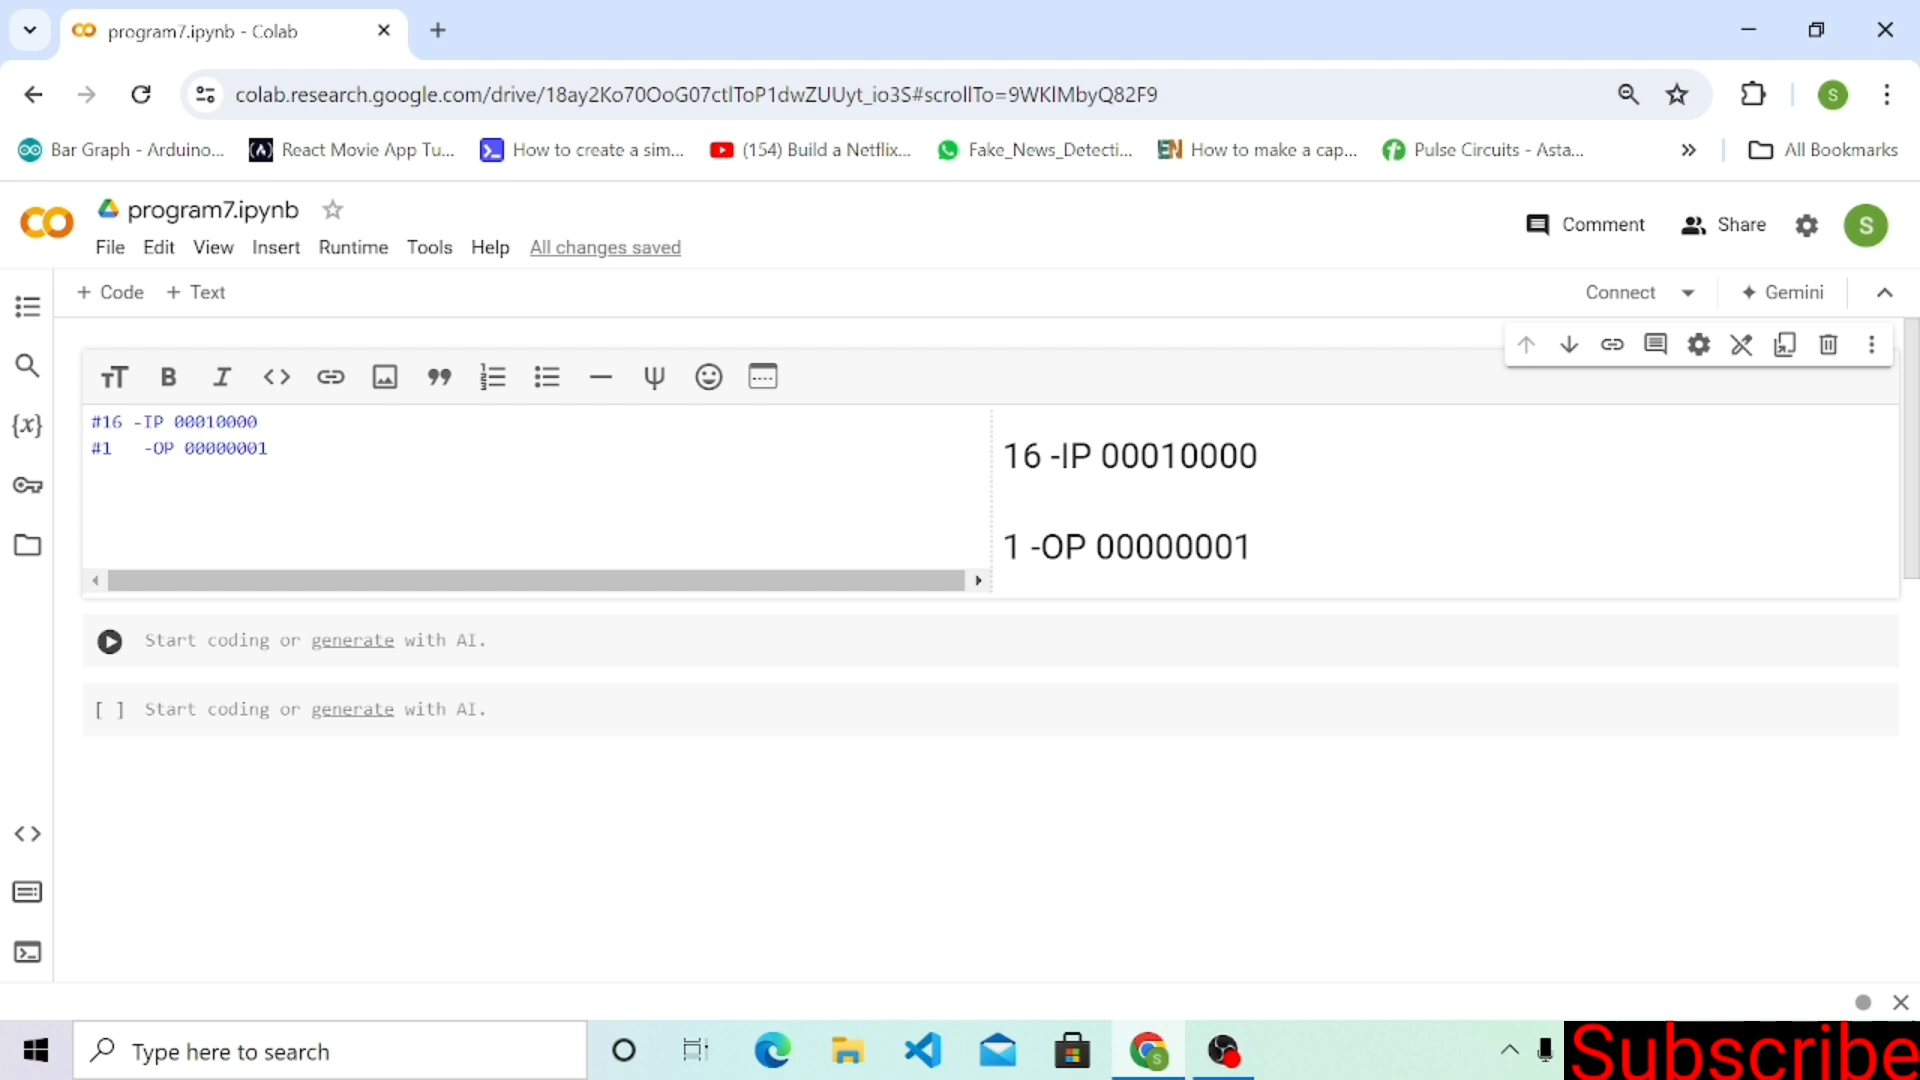 program7.ipynb - Colab
colab.research.google.com/drive/18ay2Ko70OoG07ctlToP1dwZUUyt_io3S#scrollTo=9WKlMbyQ82F9
S
Bar Graph - Arduino...
React Movie App Tu...
How to create a sim...
(154) Build a Netflix...
Fake_News_Detecti...
EN How to make a cap...
Pulse Circuits - Asta...
All Bookmarks
program7.ipynb
Comment
Share
S
File Edit View Insert Runtime Tools Help All changes saved
+ Code + Text
Connect
Gemini
#16 -IP 00010000
#1   -OP 00000001
16 -IP 00010000
1 -OP 00000001
Start coding or generate with AI.
[ ] Start coding or generate with AI.
Type here to search
Subscribe